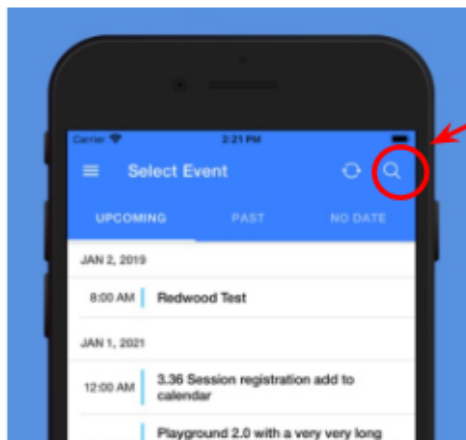 Carrier 2:21 PM
Select Event
UPCOMING PAST NO DATE
JAN 2, 2019
8:00 AM Redwood Test
JAN 1, 2021
12:00 AM 3.36 Session registration add to
calendar
Playground 2.0 with a very very long